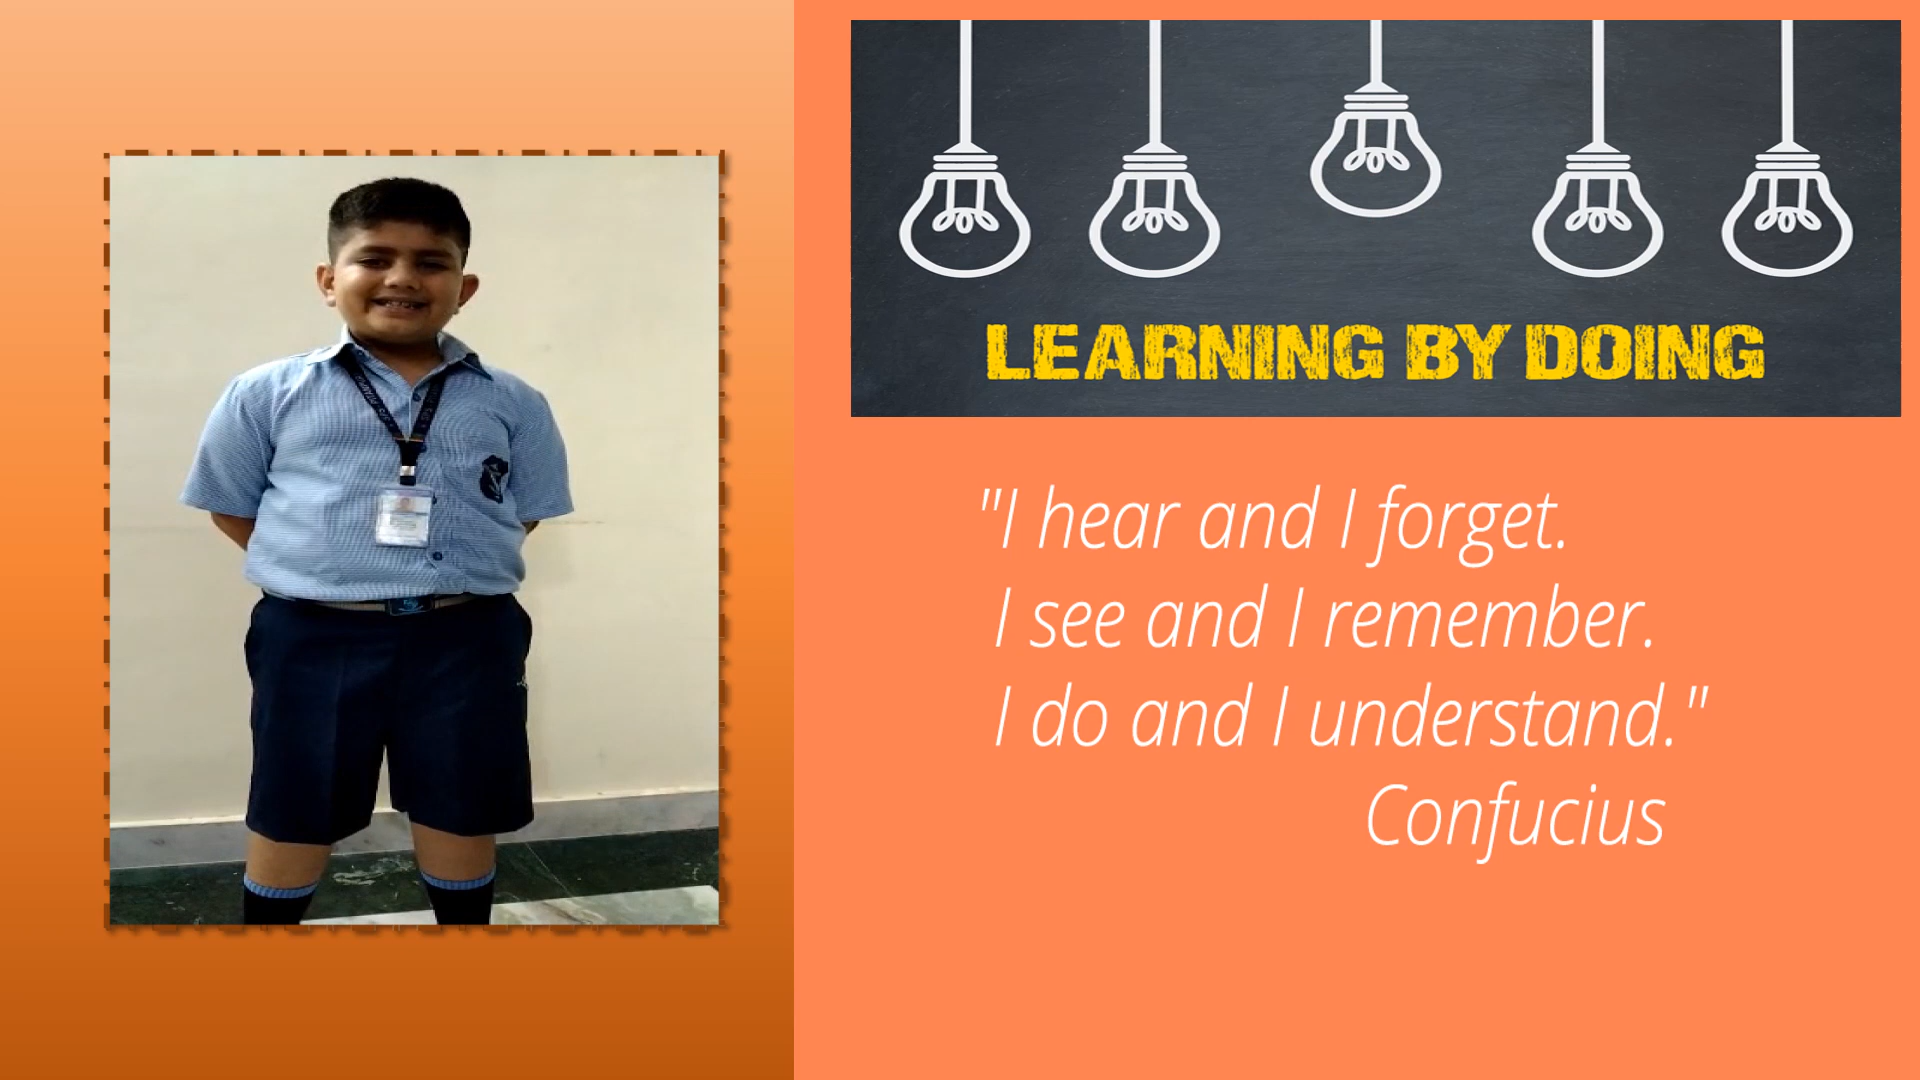 LEARNING BY DOING
"I hear and I forget.
I see and I remember.
I do and I understand."
Confucius